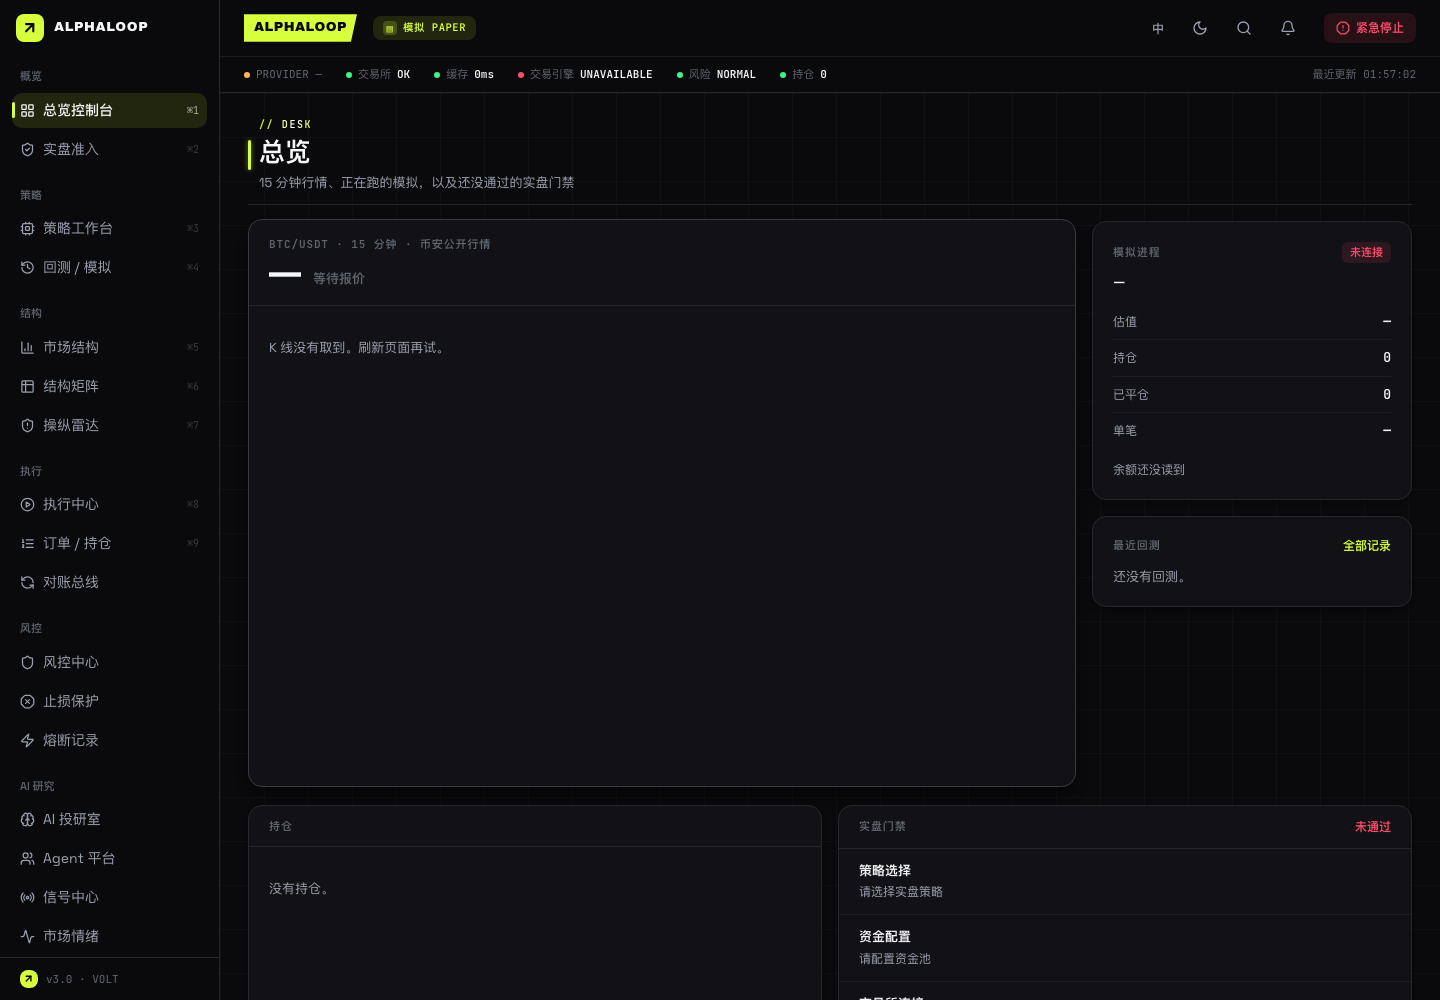 ALPHALOOP
概览
总览控制台 ⌘1
实盘准入 ⌘2
策略
策略工作台 ⌘3
回测 / 模拟 ⌘4
结构
市场结构 ⌘5
结构矩阵 ⌘6
操纵雷达 ⌘7
执行
执行中心 ⌘8
订单 / 持仓 ⌘9
对账总线
风控
风控中心
止损保护
熔断记录
AI 研究
AI 投研室
Agent 平台
信号中心
市场情绪
v3.0 · VOLT
ALPHALOOP 模拟 PAPER 中 紧急停止
PROVIDER — 交易所 OK 缓存 0ms 交易引擎 UNAVAILABLE 风险 NORMAL 持仓 0 最近更新 01:57:02
// DESK
总览
15 分钟行情、正在跑的模拟，以及还没通过的实盘门禁
BTC/USDT · 15 分钟 · 币安公开行情
— 等待报价
K 线没有取到。刷新页面再试。
模拟进程 未连接
—
估值 —
持仓 0
已平仓 0
单笔 —
余额还没读到
最近回测 全部记录
还没有回测。
持仓
没有持仓。
实盘门禁 未通过
策略选择
请选择实盘策略
资金配置
请配置资金池